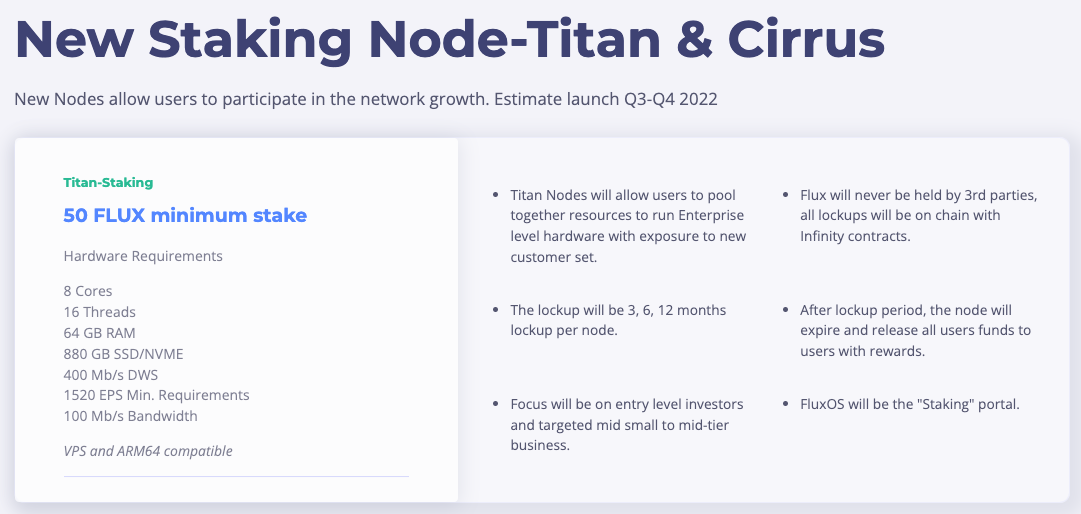 New Staking Node-Titan & Cirrus
New Nodes allow users to participate in the network growth. Estimate launch Q3-Q4 2022
Titan-Staking
50 FLUX minimum stake
Hardware Requirements
8 Cores
16 Threads
64 GB RAM
880 GB SSD/NVME
400 Mb/s DWS
1520 EPS Min. Requirements
100 Mb/s Bandwidth
VPS and ARM64 compatible
• Titan Nodes will allow users to pool
together resources to run Enterprise
level hardware with exposure to new
customer set.
• The lockup will be 3, 6, 12 months
lockup per node.
• Focus will be on entry level investors
and targeted mid small to mid-tier
business.
• Flux will never be held by 3rd parties,
all lockups will be on chain with
Infinity contracts.
• After lockup period, the node will
expire and release all users funds to
users with rewards.
• FluxOS will be the "Staking" portal.